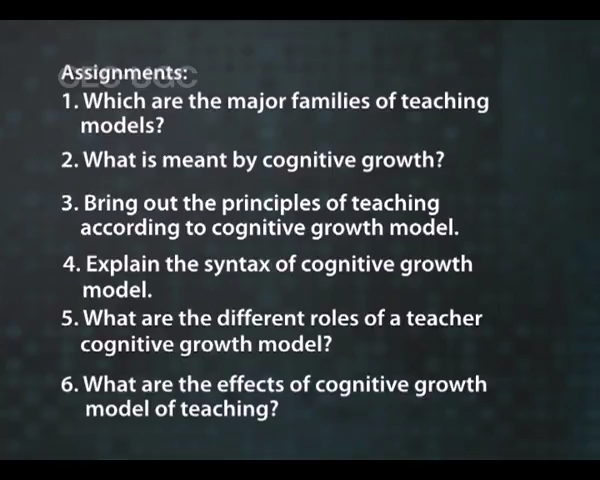 CEC UGC
Assignments:
1. Which are the major families of teaching
models?
2. What is meant by cognitive growth?
3. Bring out the principles of teaching
according to cognitive growth model.
4. Explain the syntax of cognitive growth
model.
5. What are the different roles of a teacher
cognitive growth model?
6. What are the effects of cognitive growth
model of teaching?